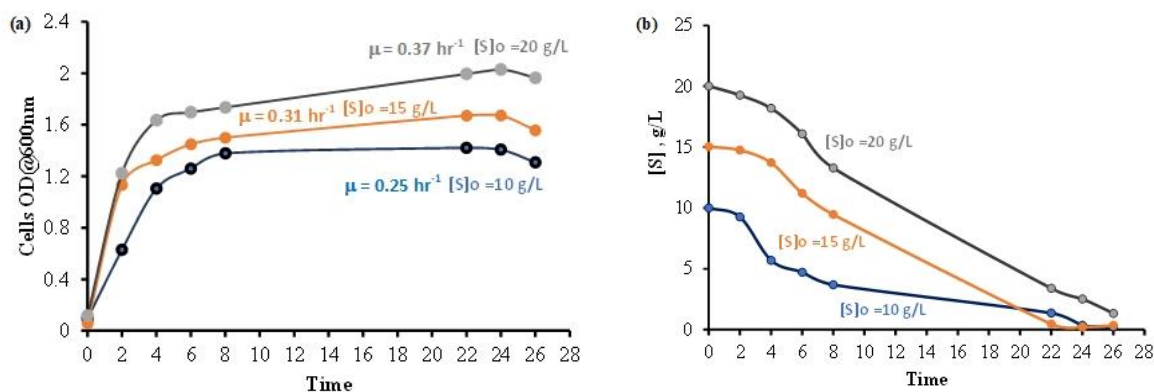 (a)
μ = 0.37 hr⁻¹ [S]o =20 g/L
μ = 0.31 hr⁻¹ [S]o =15 g/L
μ = 0.25 hr⁻¹ [S]o =10 g/L
Cells OD@600nm
2.4
2
1.6
1.2
0.8
0.4
0
0 2 4 6 8 10 12 14 16 18 20 22 24 26 28
Time
(b)
[S] , g/L
25
20
15
10
5
0
[S]o =20 g/L
[S]o =15 g/L
[S]o =10 g/L
0 2 4 6 8 10 12 14 16 18 20 22 24 26 28
Time